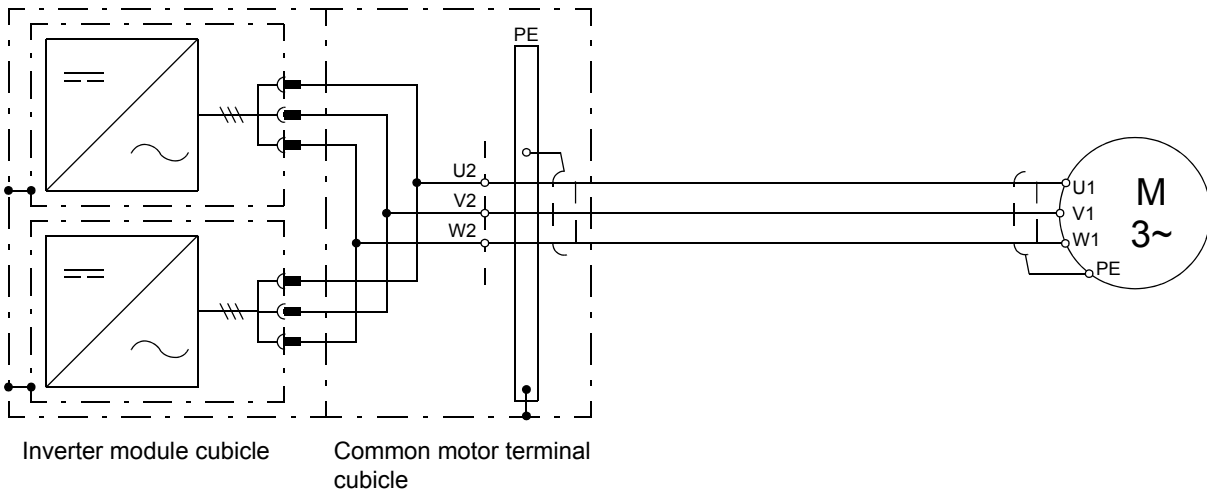 PE
U2
V2
W2
U1
V1
W1
PE
M
3~
Inverter module cubicle
Common motor terminal
cubicle